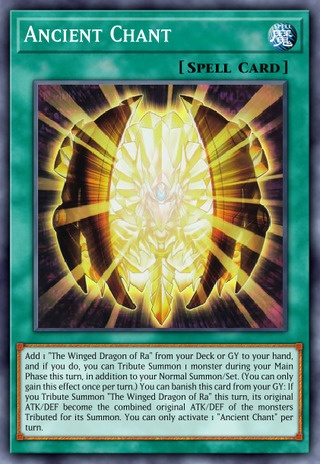 Ancient Chant
魔
[Spell Card]
Add 1 "The Winged Dragon of Ra" from your Deck or GY to your hand,
and if you do, you can Tribute Summon 1 monster during your Main
Phase this turn, in addition to your Normal Summon/Set. (You can only
gain this effect once per turn.) You can banish this card from your GY: If
you Tribute Summon "The Winged Dragon of Ra" this turn, its original
ATK/DEF become the combined original ATK/DEF of the monsters
Tributed for its Summon. You can only activate 1 "Ancient Chant" per
turn.